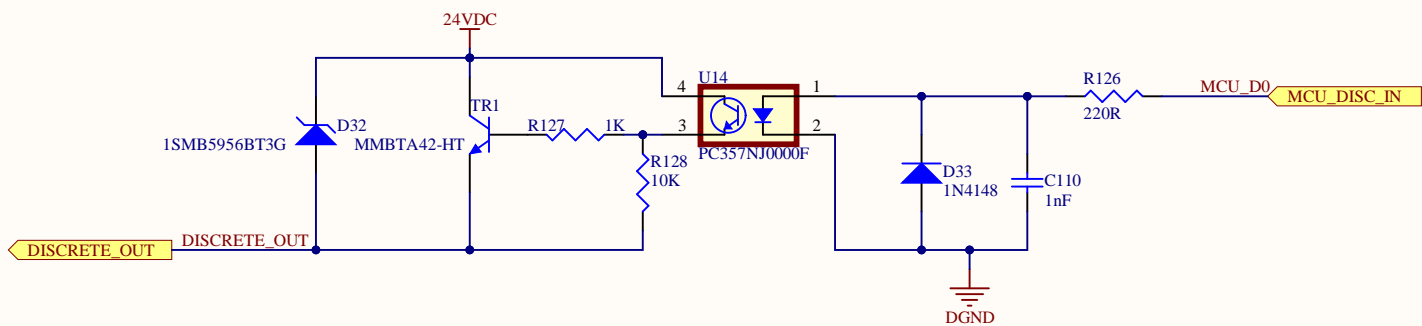 24VDC
U14
4
1
3
2
PC357NJ0000F
R126
220R
MCU_D0
MCU_DISC_IN
TR1
MMBTA42-HT
D32
1SMB5956BT3G
R127
1K
R128
10K
D33
1N4148
C110
1nF
DISCRETE_OUT
DISCRETE_OUT
DGND